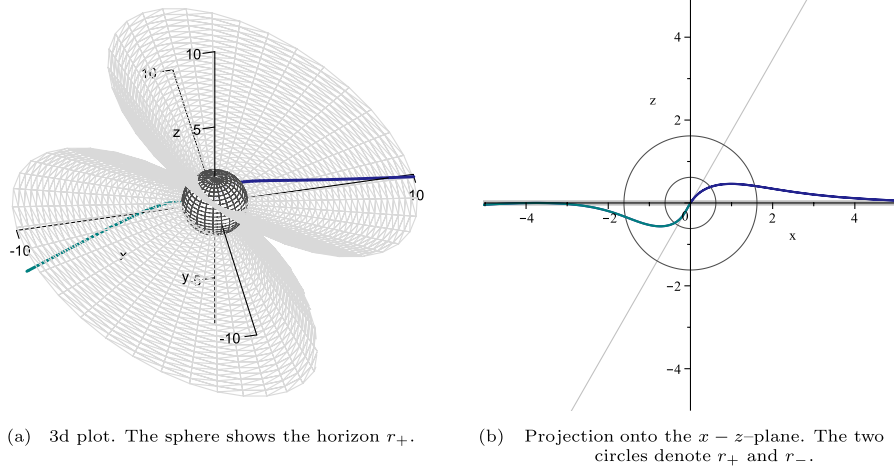 10
10
z
5
10
-10
x
y
-5
-10
4
z
2
−4
−2
0
2
4
x
−2
−4
(a) 3d plot. The sphere shows the horizon r₊.
(b) Projection onto the x − z–plane. The two
circles denote r₊ and r₋.